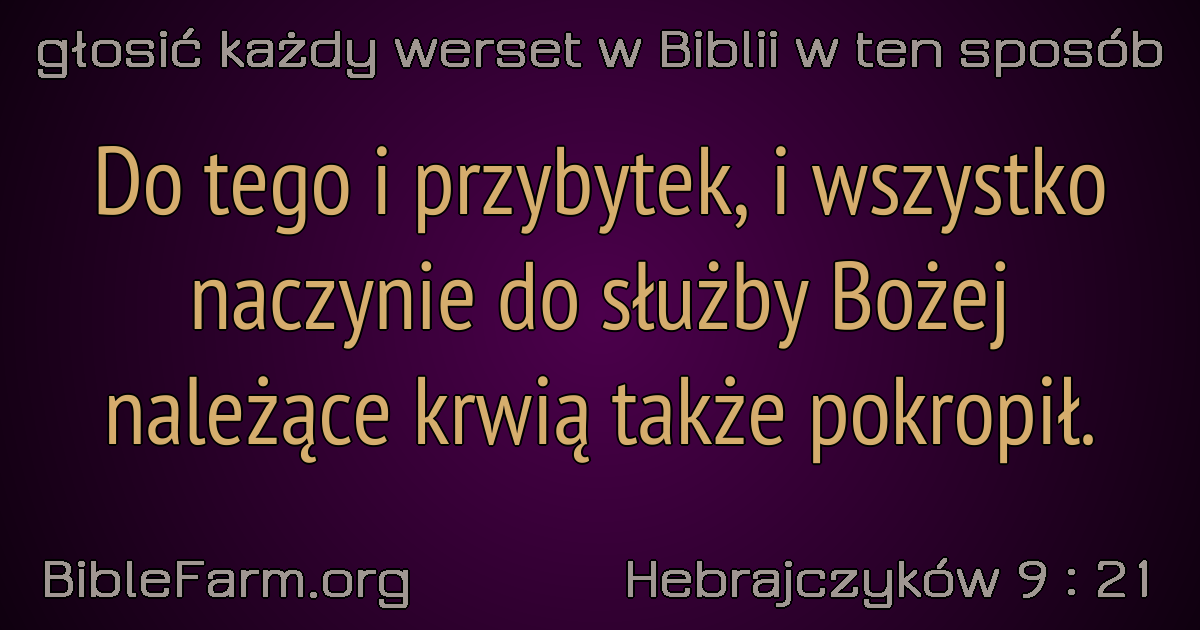 głosić każdy werset w Biblii w ten sposób
Do tego i przybytek, i wszystko
naczynie do służby Bożej
należące krwią także pokropił.
BibleFarm.org
Hebrajczyków 9 : 21